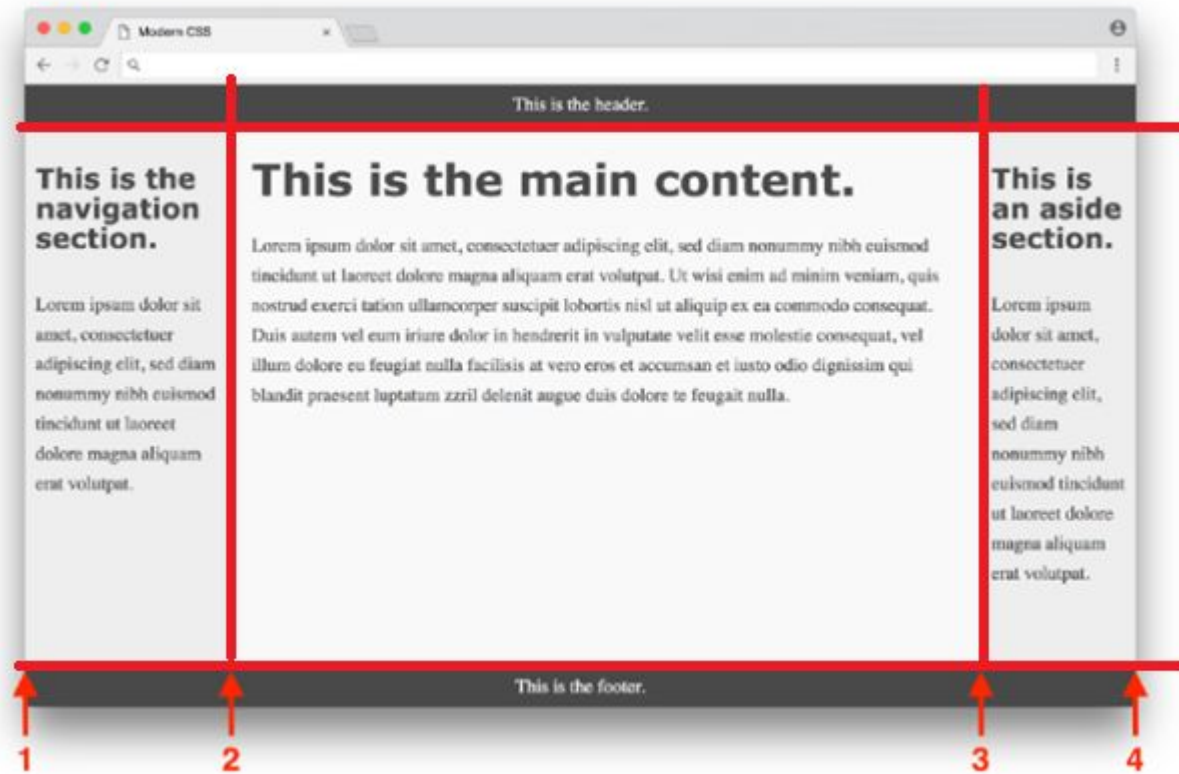 Modern CSS
This is the header.
This is the
navigation
section.
Lorem ipsum dolor sit
amet, consectetuer
adipiscing elit, sed diam
nonummy nibh euismod
tincidunt ut laoreet
dolore magna aliquam
erat volutpat.
This is the main content.
Lorem ipsum dolor sit amet, consectetuer adipiscing elit, sed diam nonummy nibh euismod
tincidunt ut laoreet dolore magna aliquam erat volutpat. Ut wisi enim ad minim veniam, quis
nostrud exerci tation ullamcorper suscipit lobortis nisl ut aliquip ex ea commodo consequat.
Duis autem vel eum iriure dolor in hendrerit in vulputate velit esse molestie consequat, vel
illum dolore eu feugiat nulla facilisis at vero eros et accumsan et iusto odio dignissim qui
blandit praesent luptatum zzril delenit augue duis dolore te feugait nulla.
This is
an aside
section.
Lorem ipsum
dolor sit amet,
consectetuer
adipiscing elit,
sed diam
nonummy nibh
euismod tincidunt
ut laoreet dolore
magna aliquam
erat volutpat.
This is the footer.
1 2 3 4